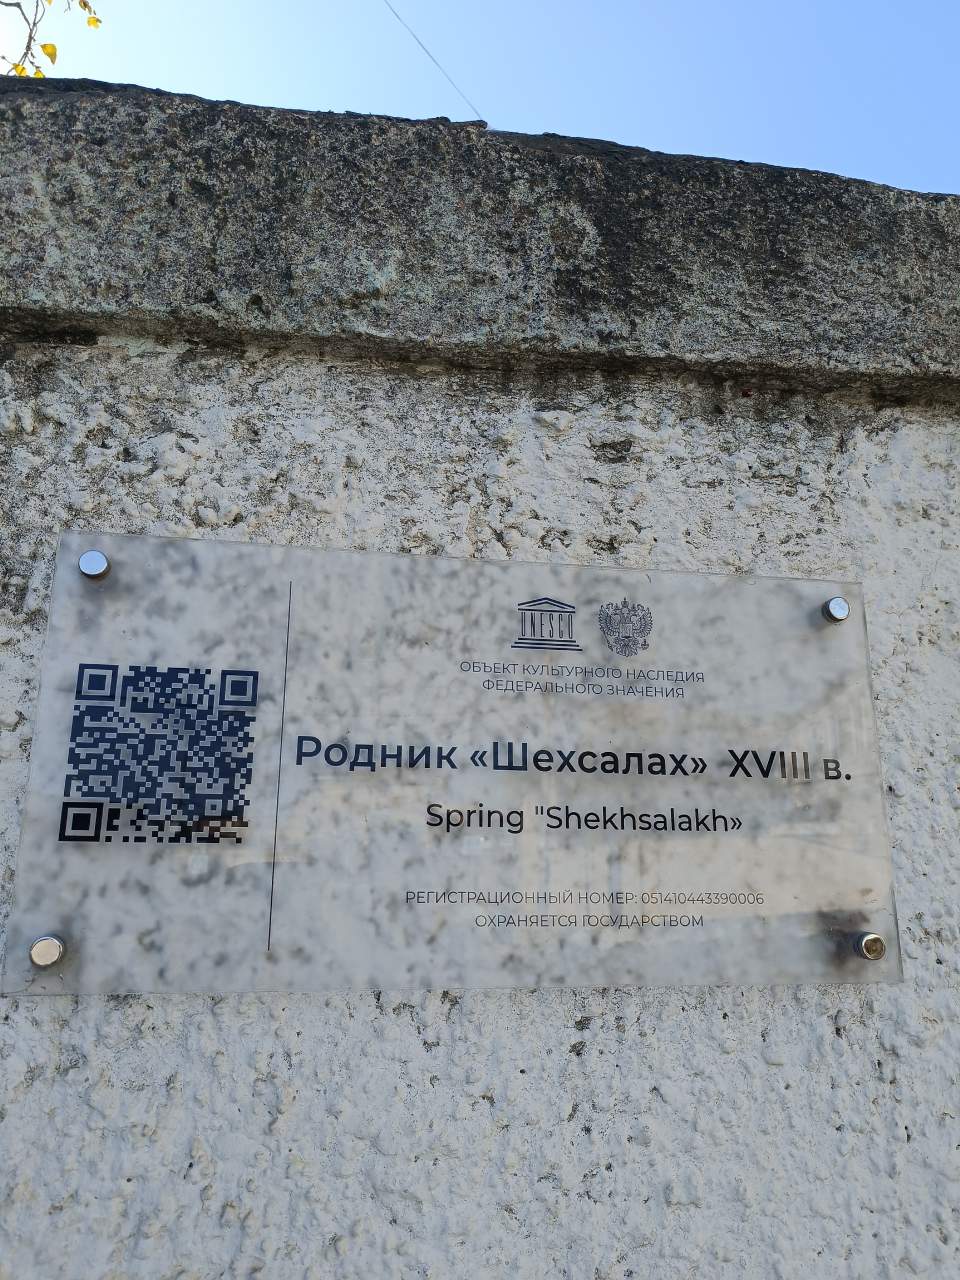 UNESCO
ОБЪЕКТ КУЛЬТУРНОГО НАСЛЕДИЯ
ФЕДЕРАЛЬНОГО ЗНАЧЕНИЯ
Родник «Шехсалах» XVIII в.
Spring "Shekhsalakh»
РЕГИСТРАЦИОННЫЙ НОМЕР: 051410443390006
ОХРАНЯЕТСЯ ГОСУДАРСТВОМ